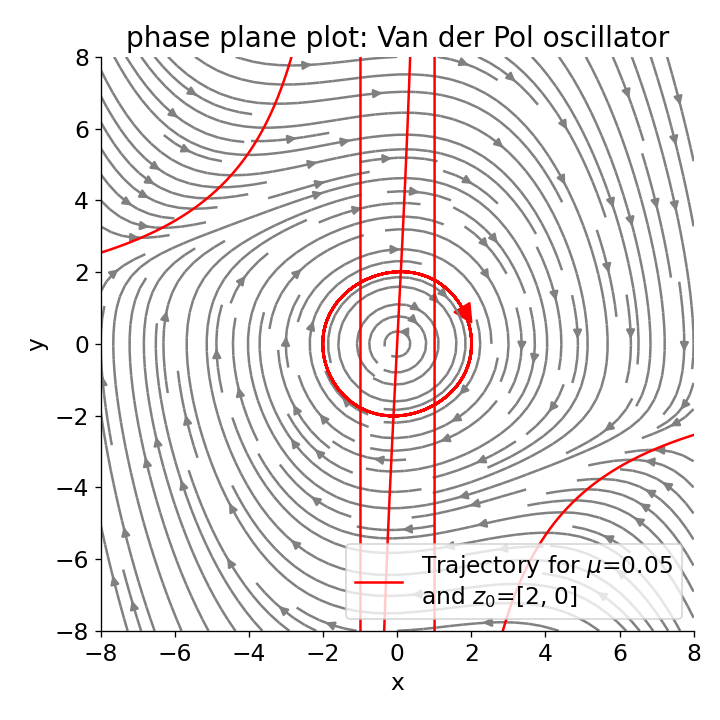 phase plane plot: Van der Pol oscillator
8
6
4
2
0
−2
−4
−6
−8
y
−8 −6 −4 −2 0 2 4 6 8
x
Trajectory for μ=0.05
and z₀=[2, 0]